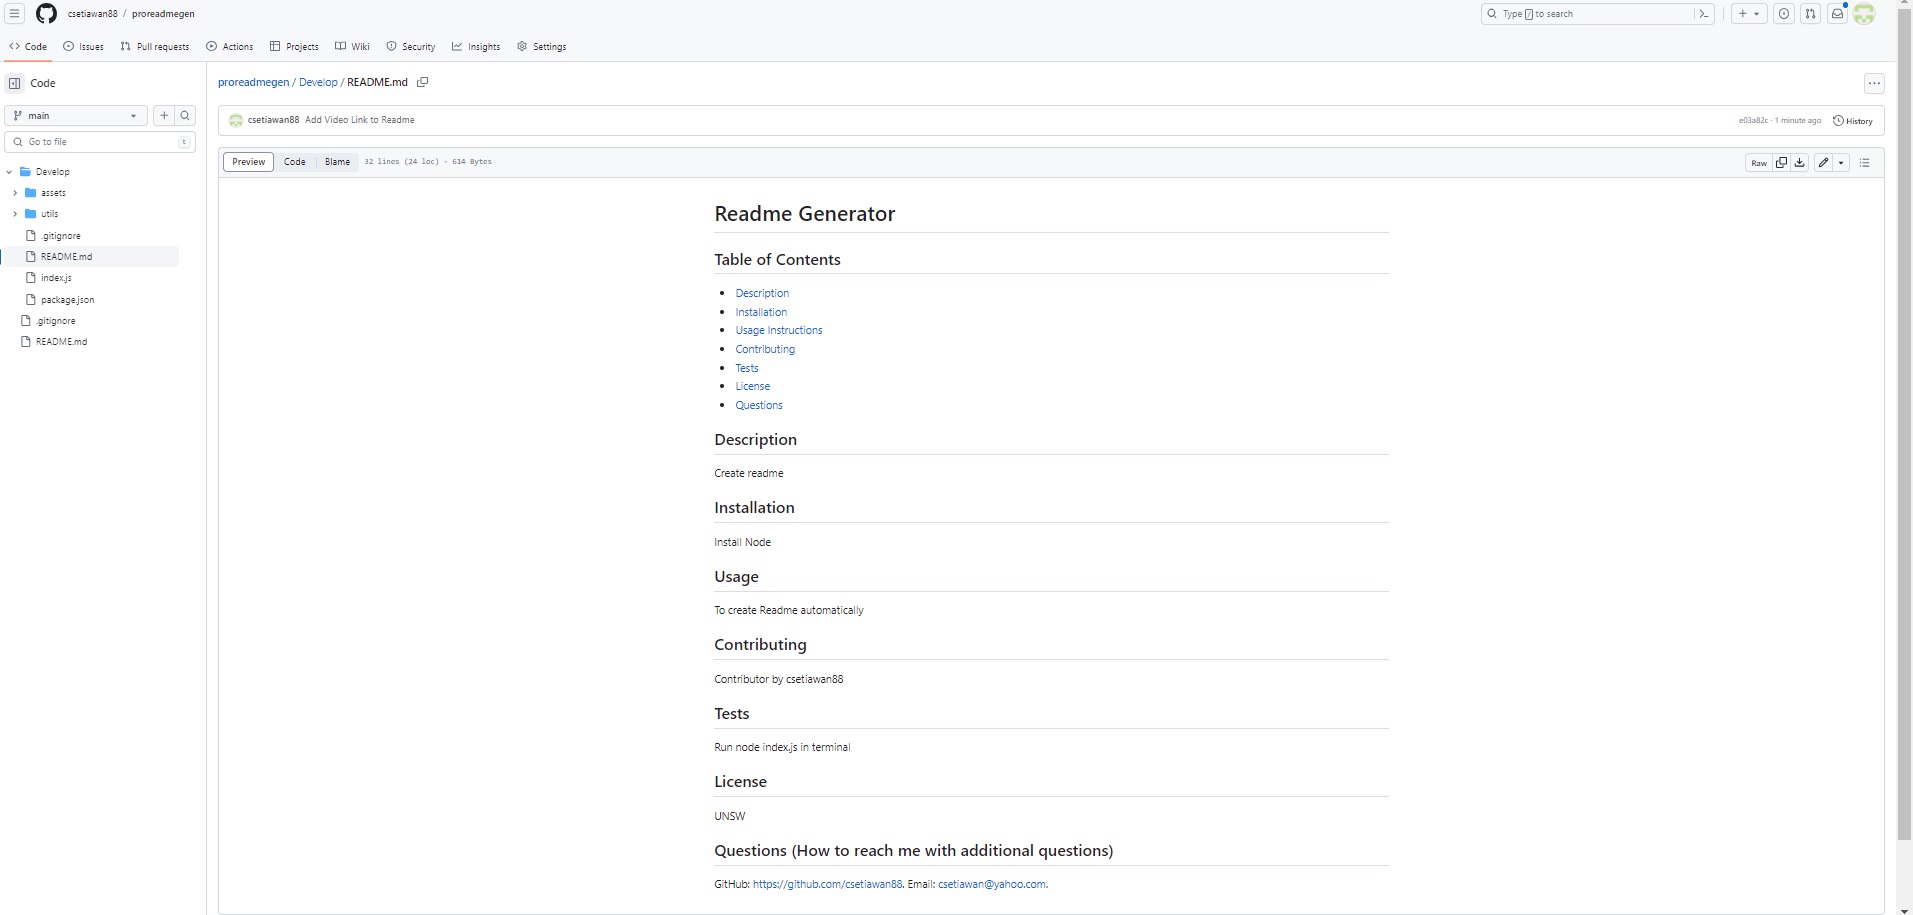 csetiawan88 / proreadmegen
Type / to search
Code Issues Pull requests Actions Projects Wiki Security Insights Settings
Code
main
Go to file t
Develop
assets
utils
.gitignore
README.md
index.js
package.json
.gitignore
README.md
proreadmegen / Develop / README.md
csetiawan88 Add Video Link to Readme
e03a82c · 1 minute ago History
Preview Code Blame 32 lines (24 loc) · 614 Bytes
Raw
Readme Generator
Table of Contents
• Description
• Installation
• Usage Instructions
• Contributing
• Tests
• License
• Questions
Description
Create readme
Installation
Install Node
Usage
To create Readme automatically
Contributing
Contributor by csetiawan88
Tests
Run node index.js in terminal
License
UNSW
Questions (How to reach me with additional questions)
GitHub: https://github.com/csetiawan88. Email: csetiawan@yahoo.com.